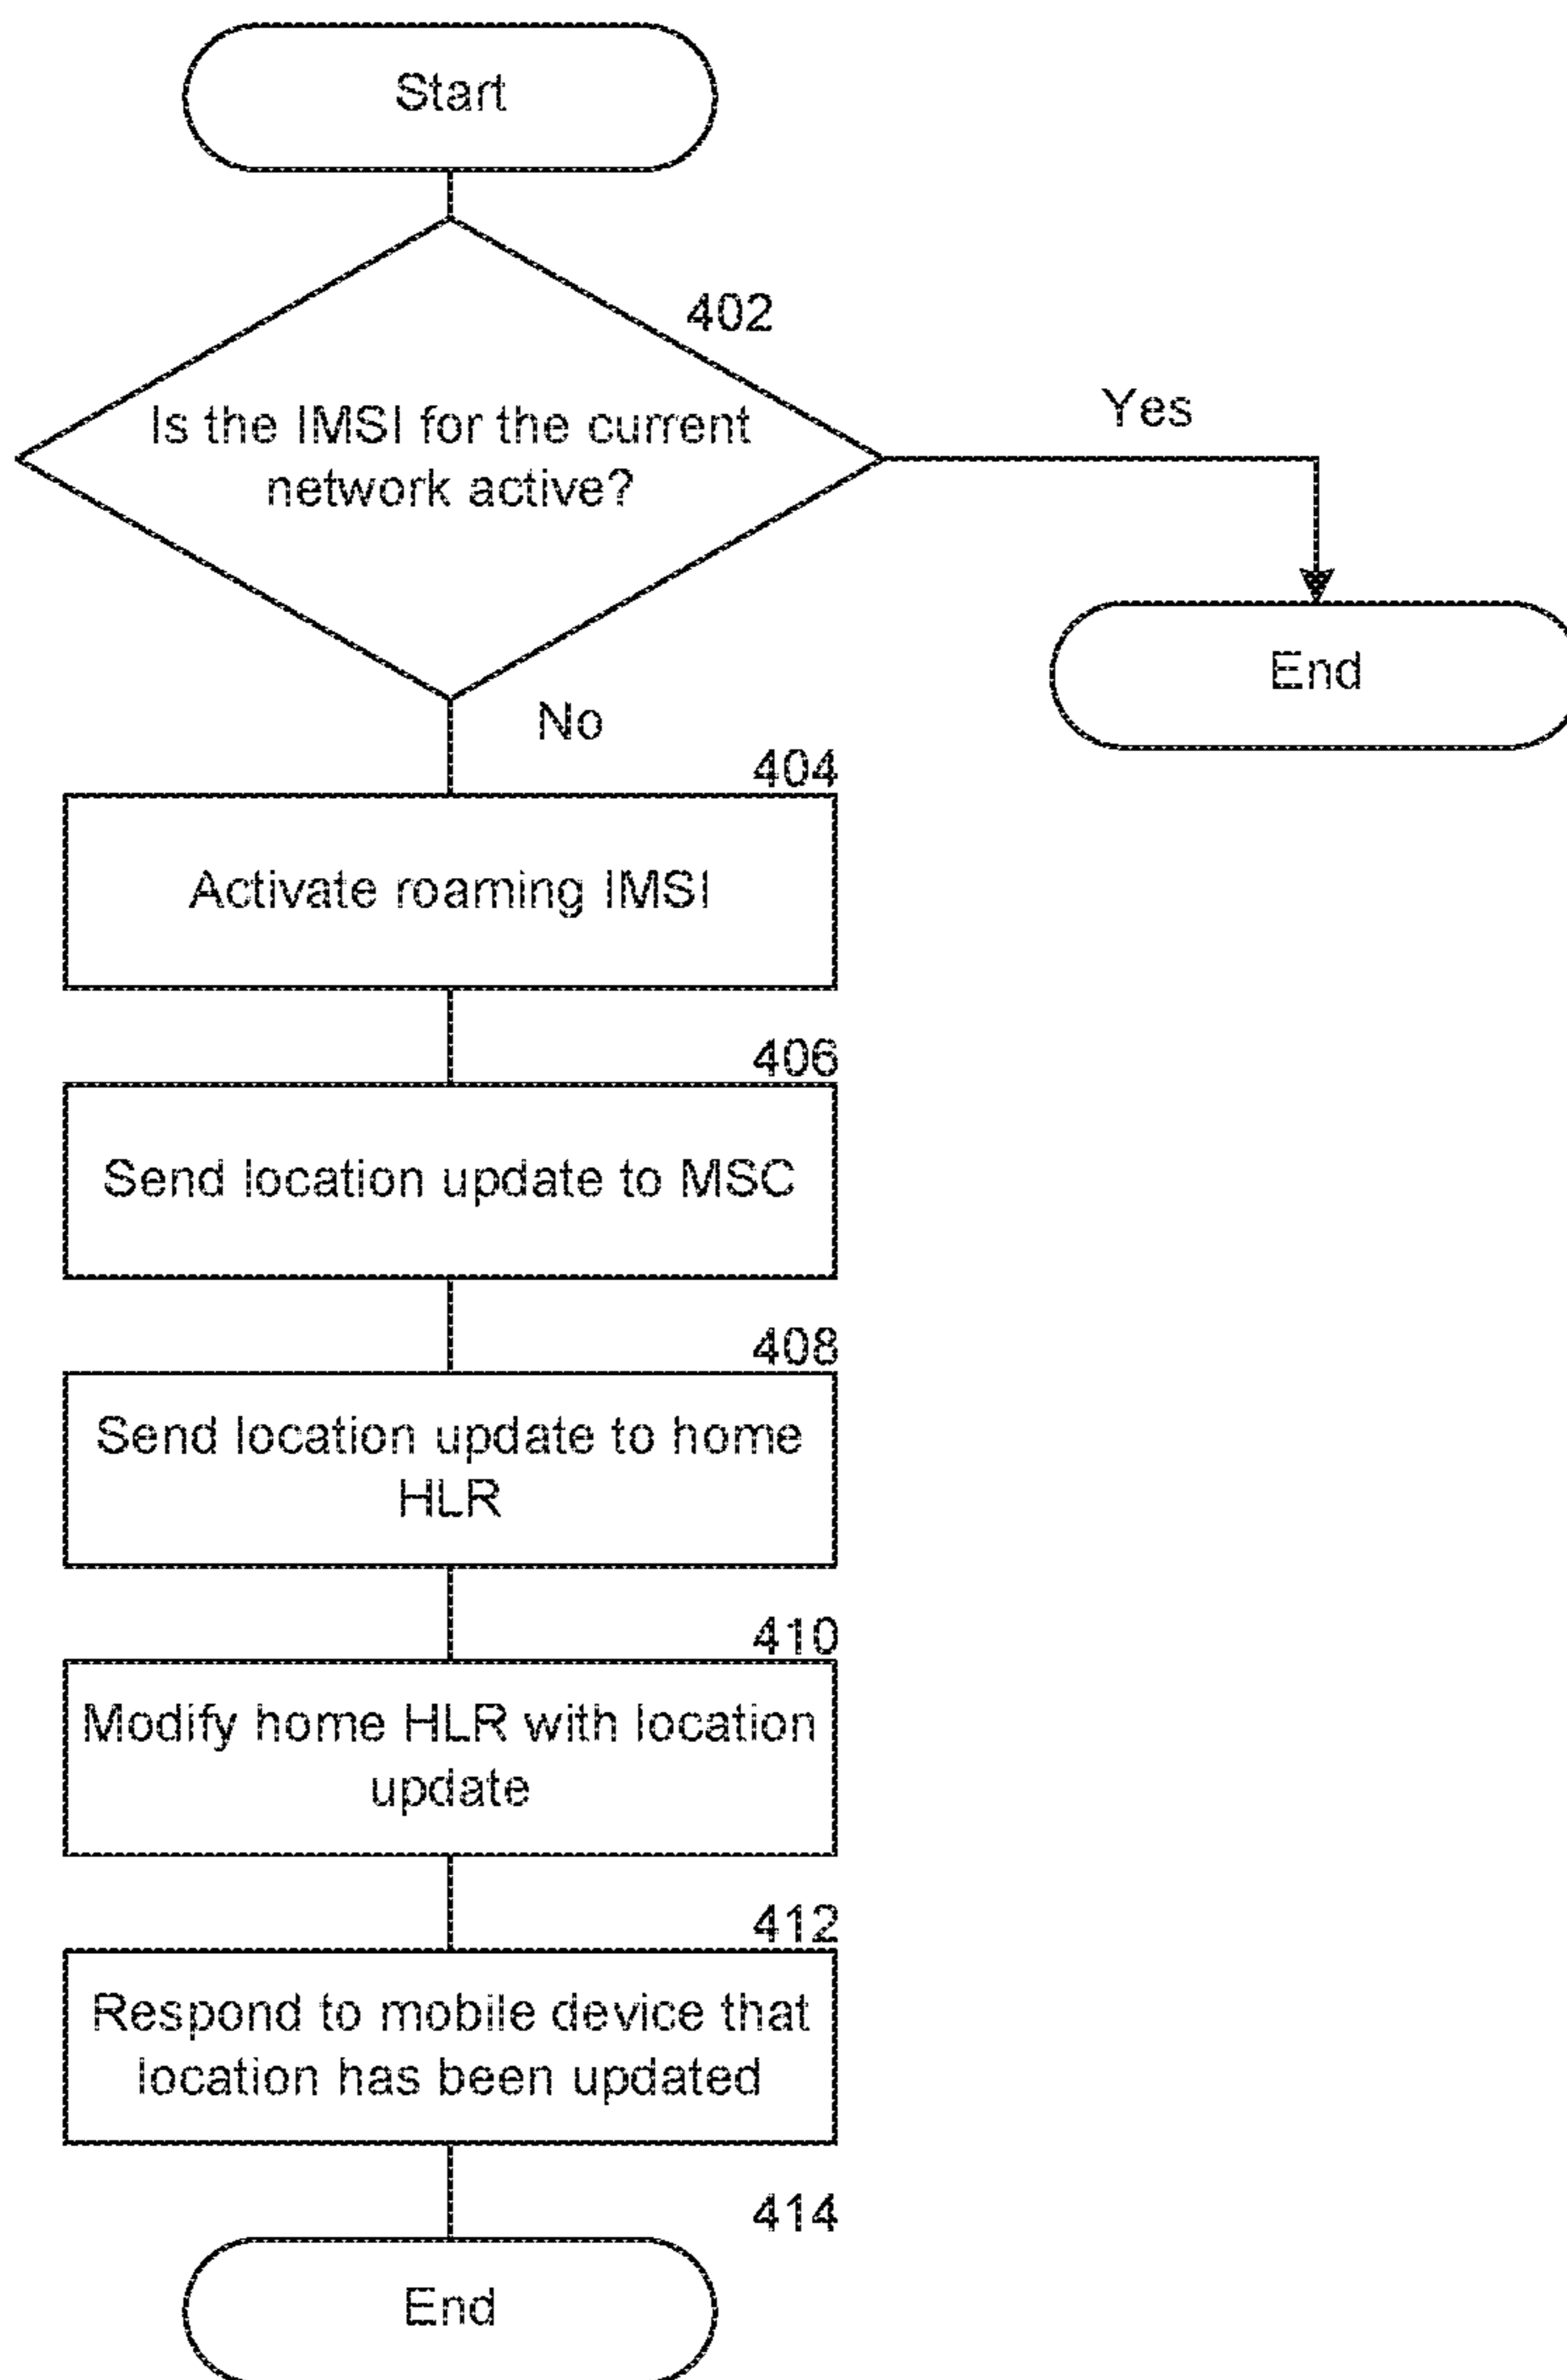 Start
402
Is the IMSI for the current
network active?
Yes
End
No
404
Activate roaming IMSI
406
Send location update to MSC
408
Send location update to home
HLR
410
Modify home HLR with location
update
412
Respond to mobile device that
location has been updated
414
End